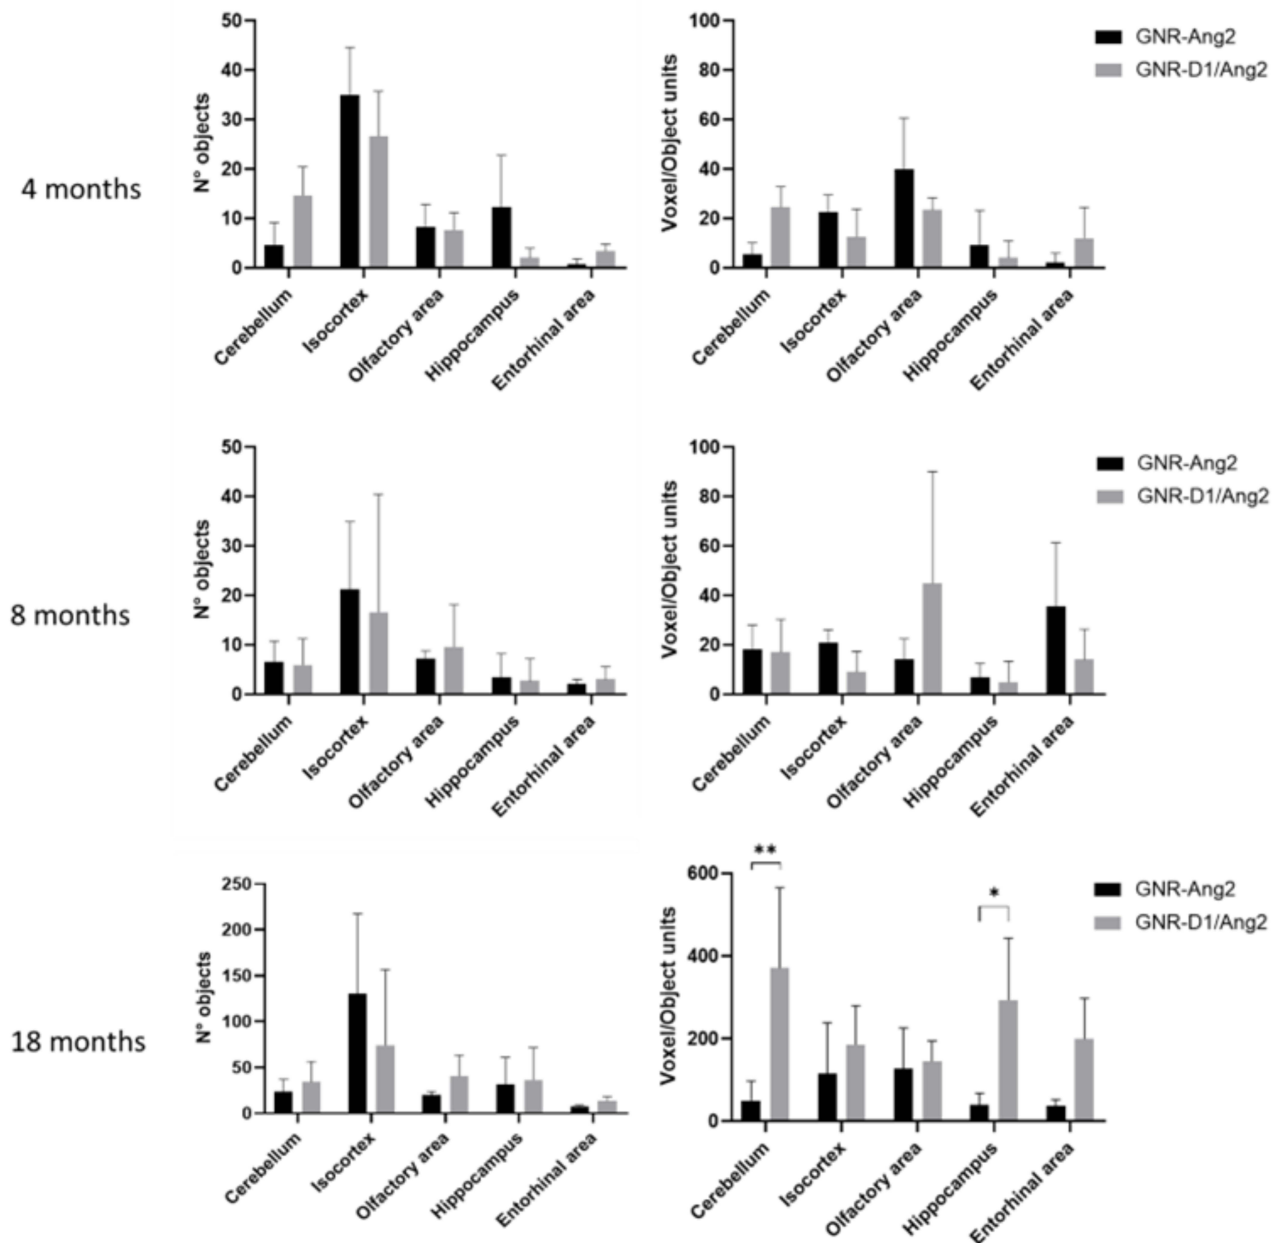 4 months
N° objects
50
40
30
20
10
0
Cerebellum
Isocortex
Olfactory area
Hippocampus
Entorhinal area
Voxel/Object units
100
80
60
40
20
0
Cerebellum
Isocortex
Olfactory area
Hippocampus
Entorhinal area
GNR-Ang2
GNR-D1/Ang2
8 months
N° objects
50
40
30
20
10
0
Cerebellum
Isocortex
Olfactory area
Hippocampus
Entorhinal area
Voxel/Object units
100
80
60
40
20
0
Cerebellum
Isocortex
Olfactory area
Hippocampus
Entorhinal area
GNR-Ang2
GNR-D1/Ang2
18 months
N° objects
250
200
150
100
50
0
Cerebellum
Isocortex
Olfactory area
Hippocampus
Entorhinal area
Voxel/Object units
600
400
200
0
**
*
Cerebellum
Isocortex
Olfactory area
Hippocampus
Entorhinal area
GNR-Ang2
GNR-D1/Ang2